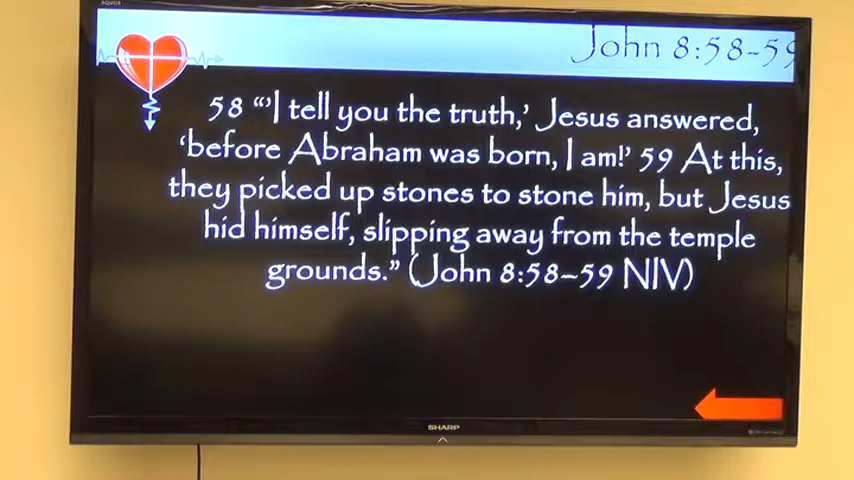 AQUOS
John 8:58-59
58 “‘I tell you the truth,’ Jesus answered,
‘before Abraham was born, I am!’ 59 At this,
they picked up stones to stone him, but Jesus
hid himself, slipping away from the temple
grounds.” (John 8:58–59 NIV)
SHARP